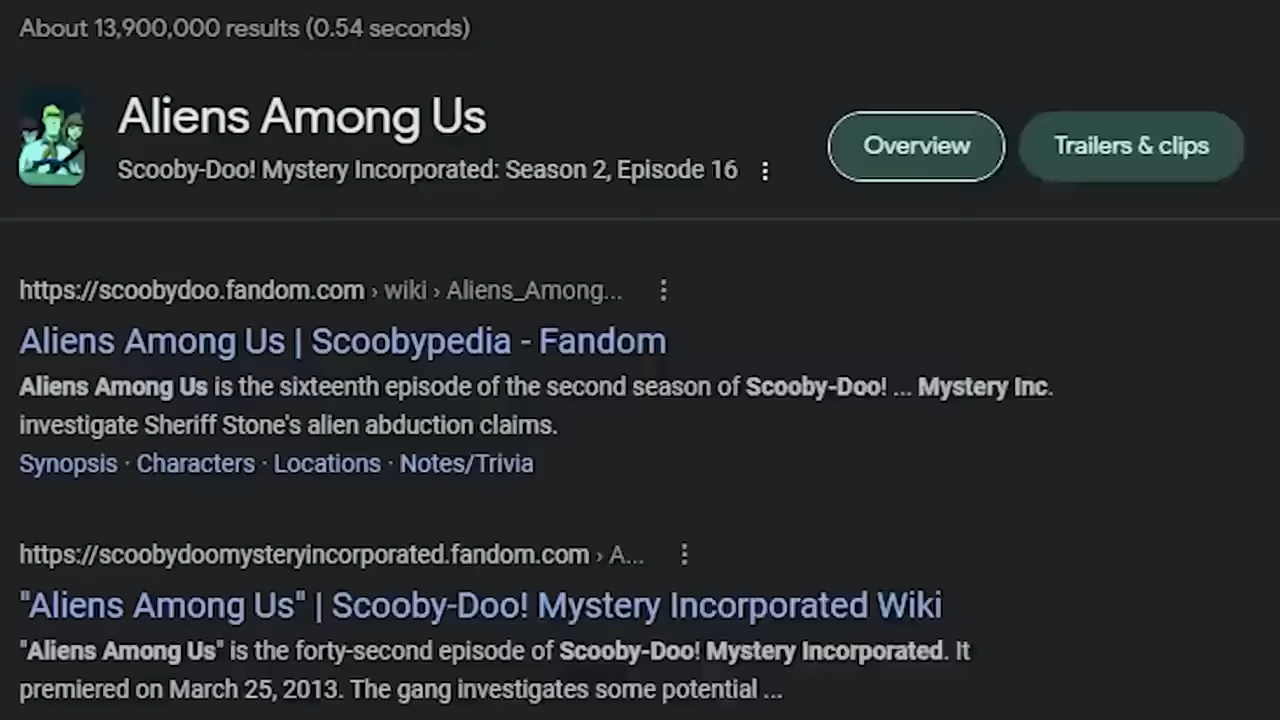 About 13,900,000 results (0.54 seconds)
Aliens Among Us
Scooby-Doo! Mystery Incorporated: Season 2, Episode 16
Overview
Trailers & clips
https://scoobydoo.fandom.com › wiki › Aliens_Among...
Aliens Among Us | Scoobypedia - Fandom
Aliens Among Us is the sixteenth episode of the second season of Scooby-Doo! ... Mystery Inc.
investigate Sheriff Stone's alien abduction claims.
Synopsis · Characters · Locations · Notes/Trivia
https://scoobydoomysteryincorporated.fandom.com › A...
"Aliens Among Us" | Scooby-Doo! Mystery Incorporated Wiki
"Aliens Among Us" is the forty-second episode of Scooby-Doo! Mystery Incorporated. It
premiered on March 25, 2013. The gang investigates some potential ...